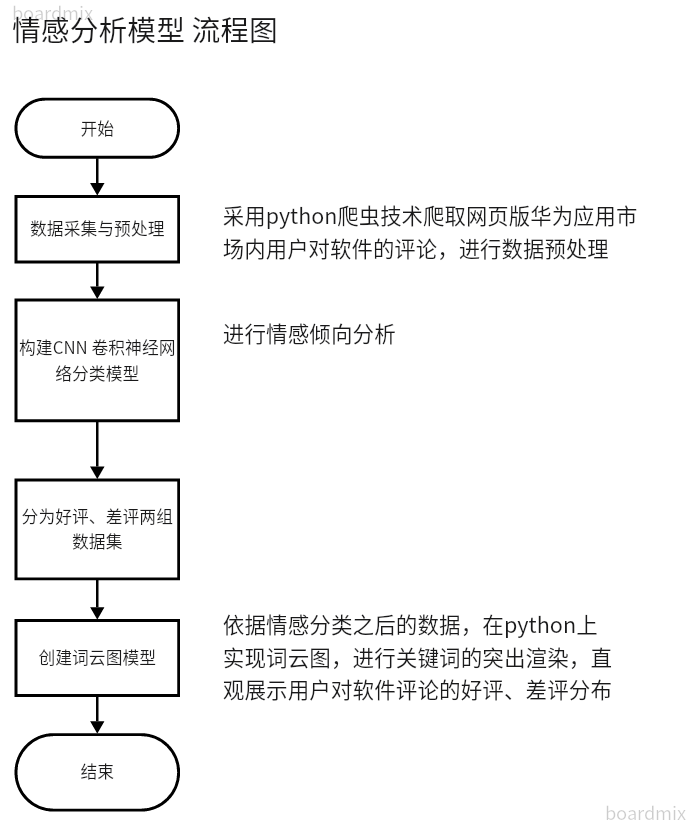 boardmix
情感分析模型 流程图
开始
数据采集与预处理
采用python爬虫技术爬取网页版华为应用市
场内用户对软件的评论，进行数据预处理
构建CNN 卷积神经网
络分类模型
进行情感倾向分析
分为好评、差评两组
数据集
创建词云图模型
依据情感分类之后的数据，在python上
实现词云图，进行关键词的突出渲染，直
观展示用户对软件评论的好评、差评分布
结束
boardmix